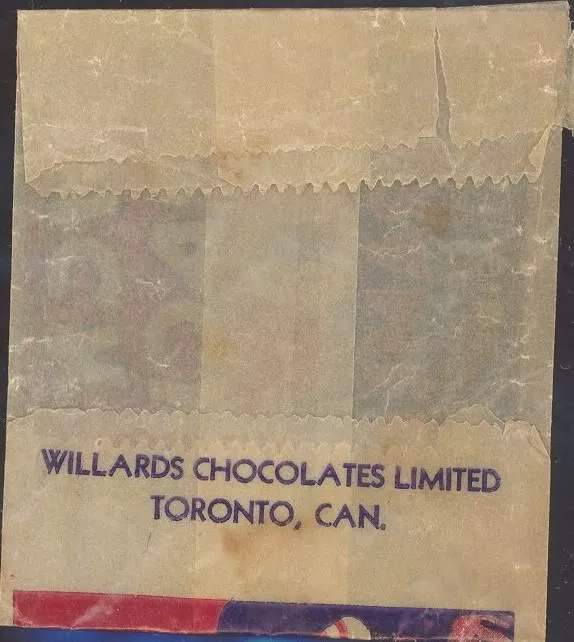 WILLARDS CHOCOLATES LIMITED
TORONTO, CAN.